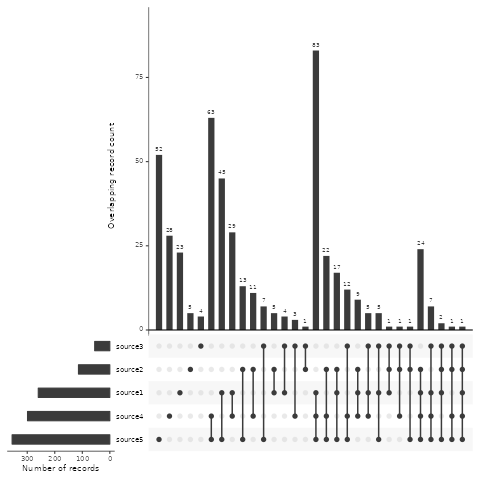 83
75
63
52
50
45
28
29
23
25
24
22
17
13
12
11
9
5 4 7 5 4 3 1 5 5 1 1 1 7 2 1 1
0
Overlapping record count
source3
source2
source1
source4
source5
300 200 100 0
Number of records